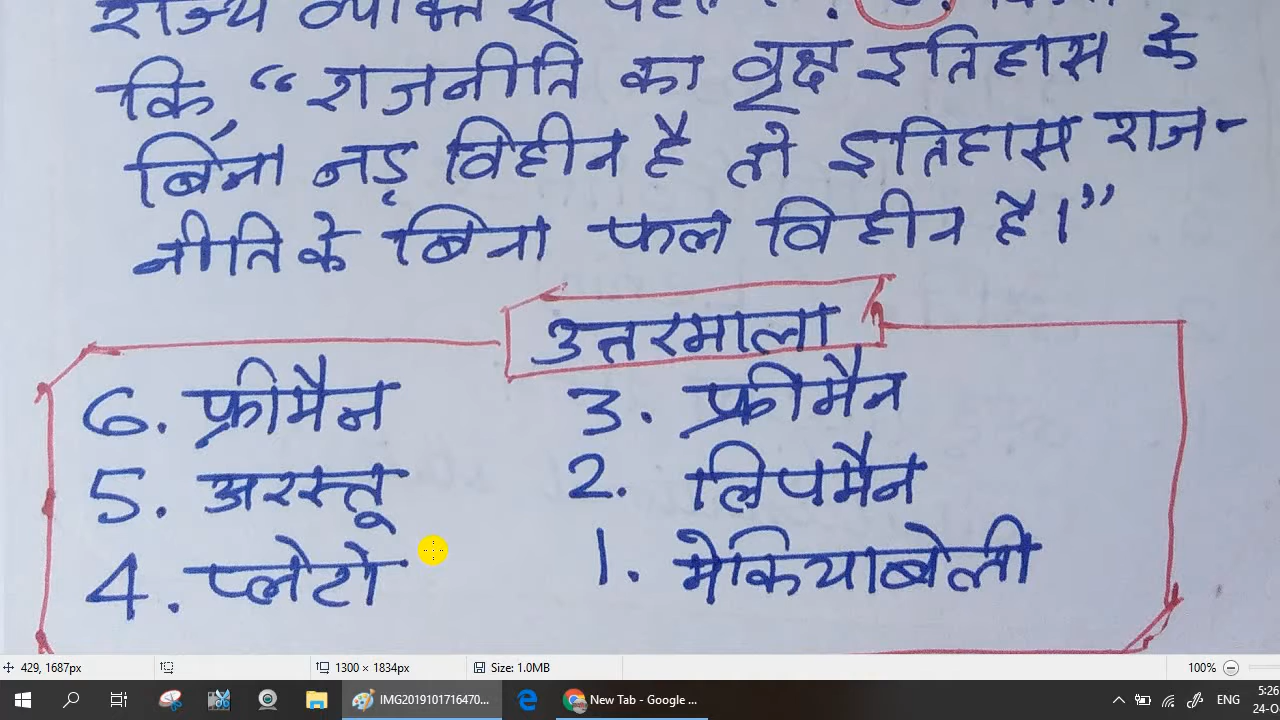 राज्य व्यक्ति से
कि, “राजनीति का वृक्ष इतिहास के
बिना जड़ विहीन है तो इतिहास राज-
नीति के बिना फल विहीन है।”
उत्तरमाला
6. फ्रीमैन 3. फ्रीमैन
5. अरस्तू 2. लिपमैन
4. प्लेटो 1. मेकियाबेली
429, 1687px 1300 × 1834px Size: 1.0MB 100%
IMG2019101716470... New Tab - Google ... ENG 5:26
24-O